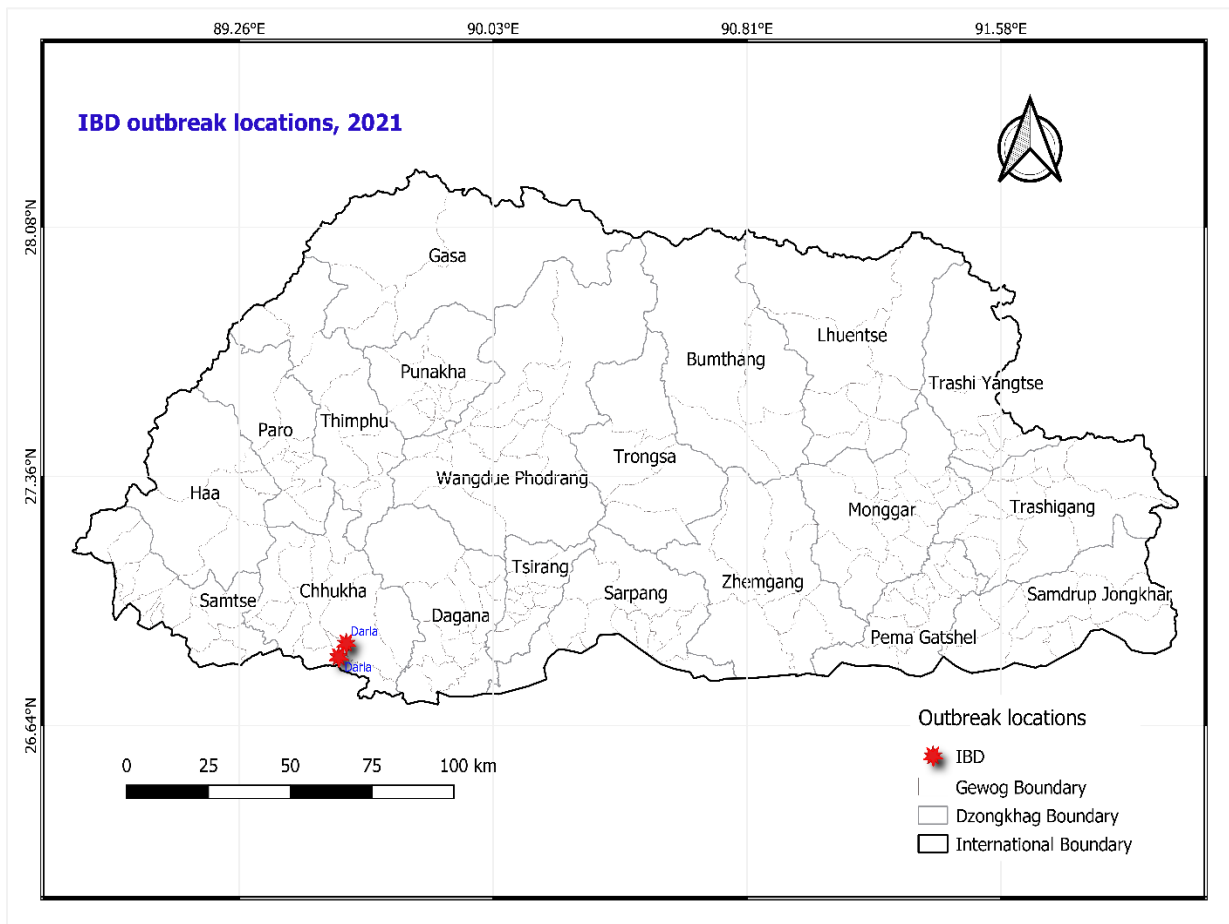 89.26°E
90.03°E
90.81°E
91.58°E
IBD outbreak locations, 2021
28.08°N
27.36°N
26.64°N
Gasa
Lhuentse
Bumthang
Punakha
Trashi Yangtse
Thimphu
Paro
Trongsa
Wangdue Phodrang
Haa
Monggar
Trashigang
Tsirang
Zhemgang
Chhukha
Sarpang
Samdrup Jongkhar
Samtse
Dagana
Pema Gatshel
Darla
Darla
Outbreak locations
IBD
Gewog Boundary
Dzongkhag Boundary
International Boundary
0 25 50 75 100 km